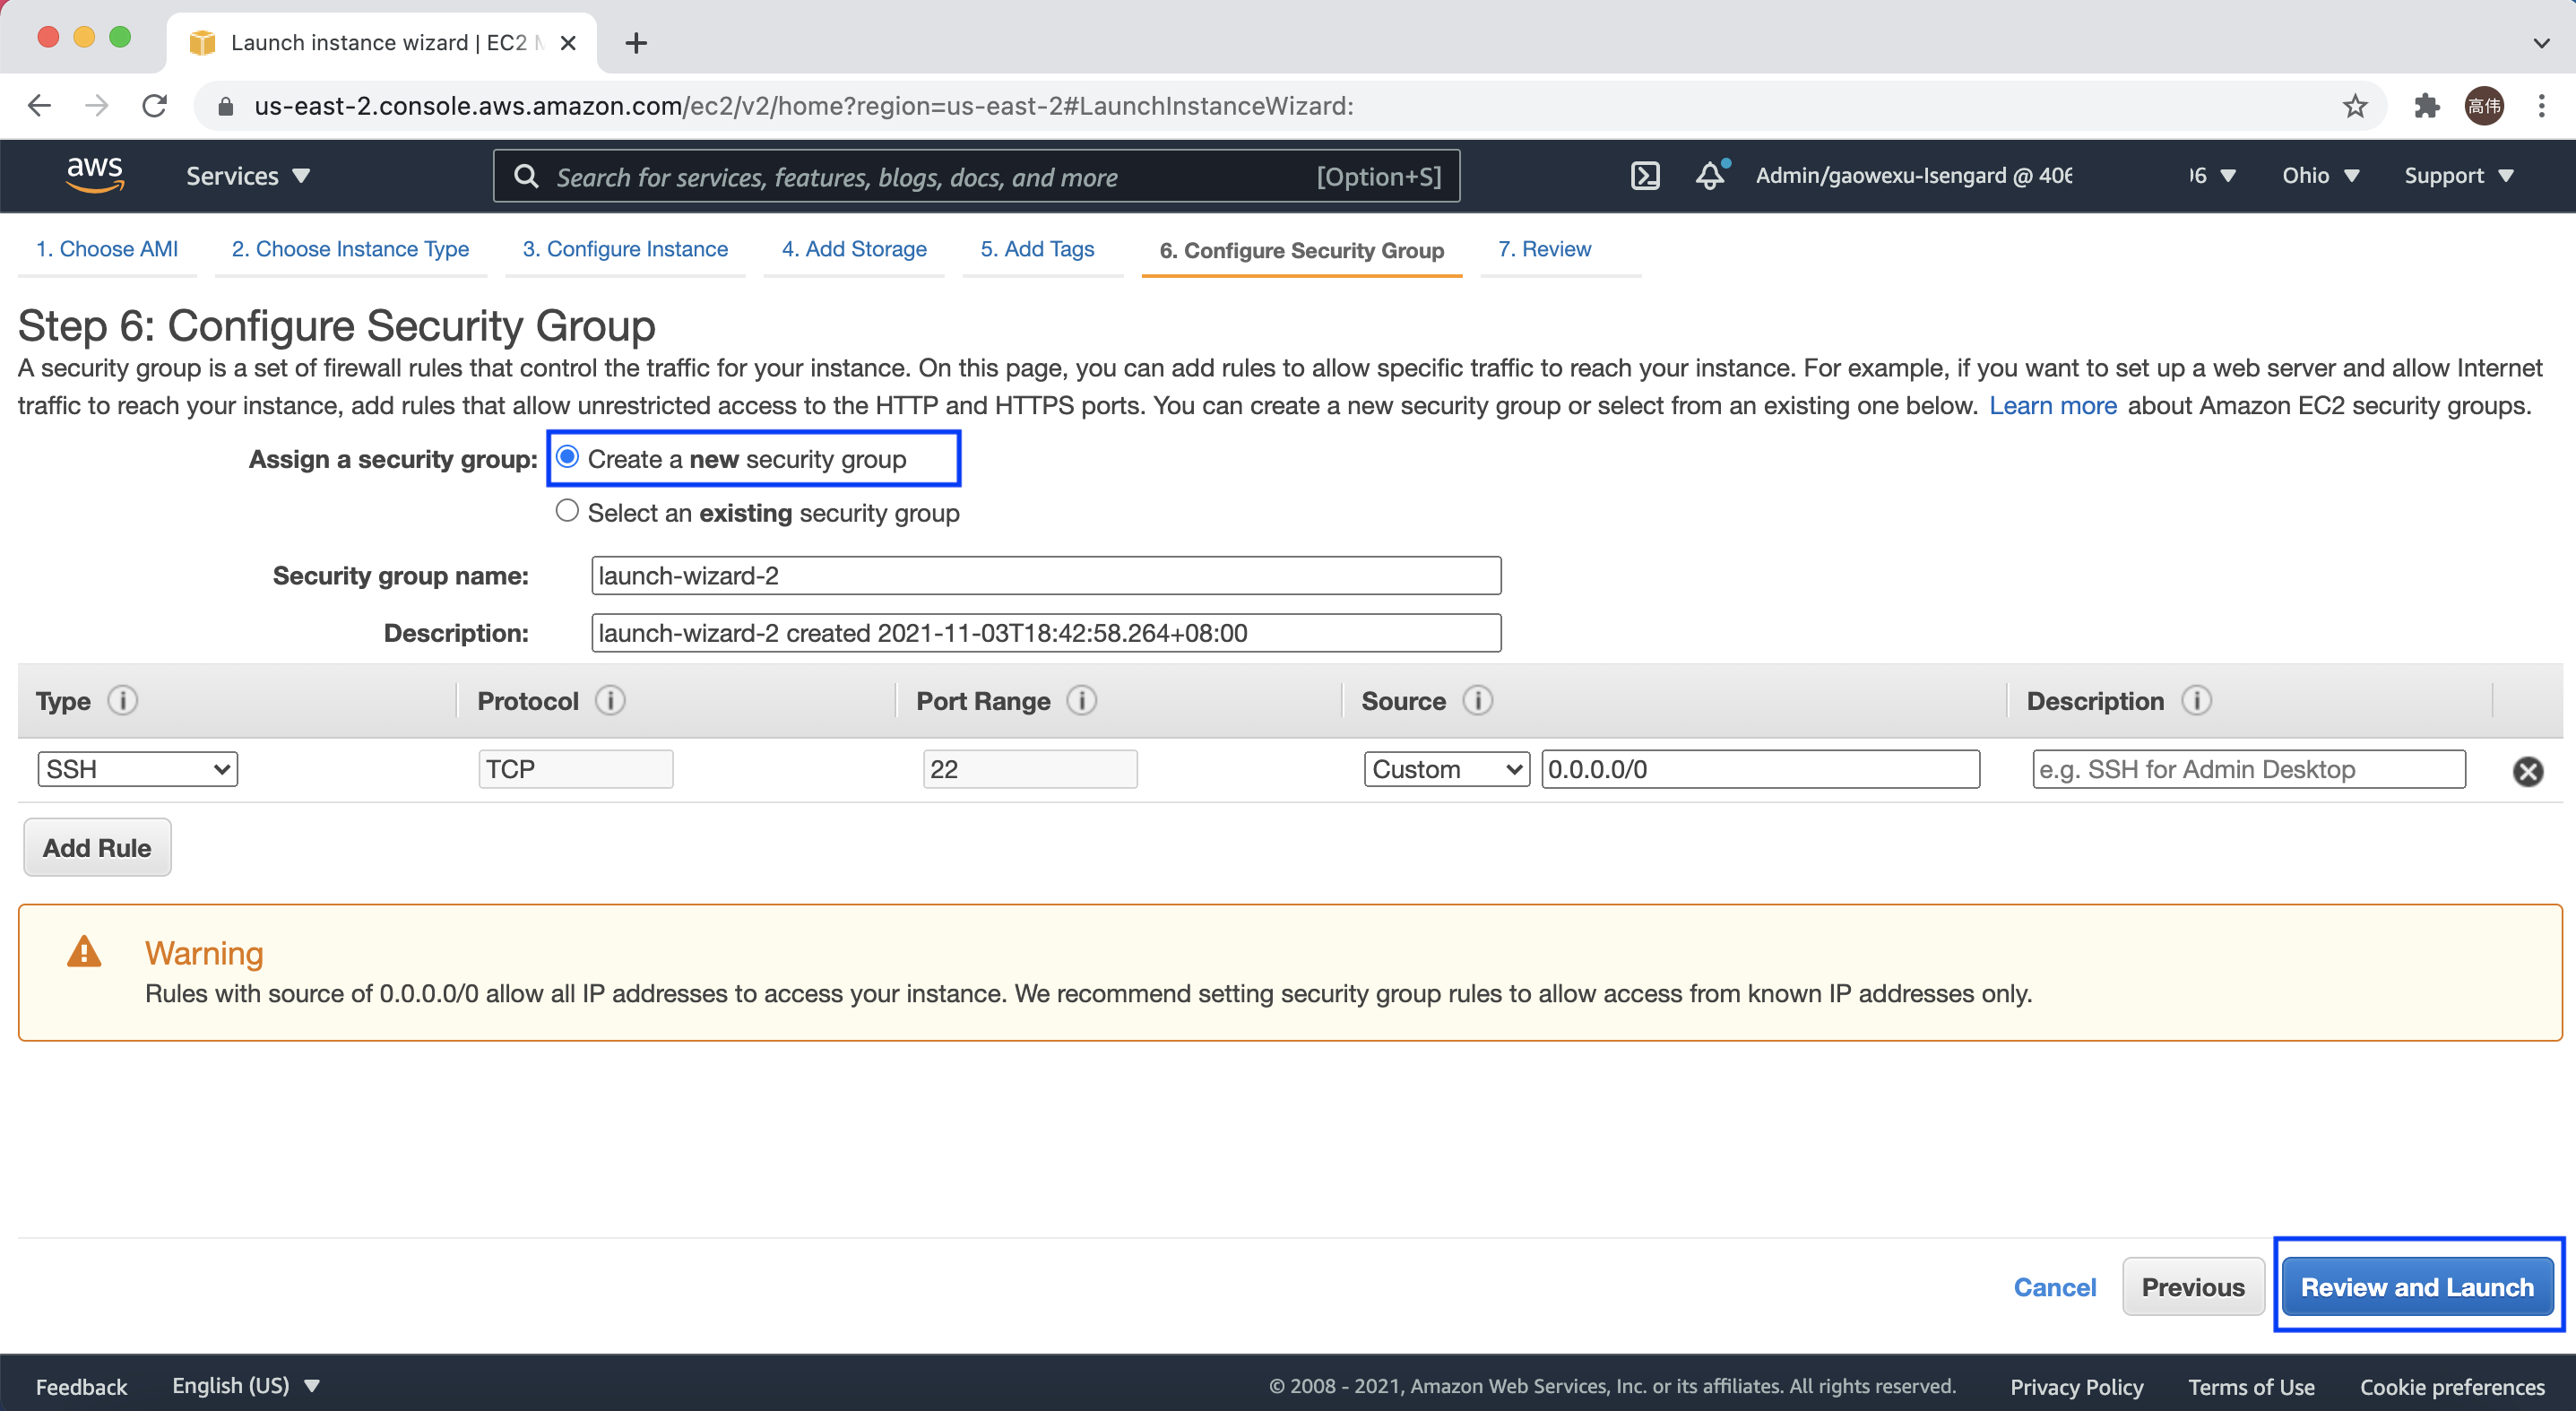 Launch instance wizard | EC2 M
us-east-2.console.aws.amazon.com/ec2/v2/home?region=us-east-2#LaunchInstanceWizard:
高伟
aws
Services
Search for services, features, blogs, docs, and more
[Option+S]
Admin/gaowexu-Isengard @ 406
96
Ohio
Support
1. Choose AMI
2. Choose Instance Type
3. Configure Instance
4. Add Storage
5. Add Tags
6. Configure Security Group
7. Review
Step 6: Configure Security Group
A security group is a set of firewall rules that control the traffic for your instance. On this page, you can add rules to allow specific traffic to reach your instance. For example, if you want to set up a web server and allow Internet
traffic to reach your instance, add rules that allow unrestricted access to the HTTP and HTTPS ports. You can create a new security group or select from an existing one below. Learn more about Amazon EC2 security groups.
Assign a security group: Create a new security group
Select an existing security group
Security group name: launch-wizard-2
Description: launch-wizard-2 created 2021-11-03T18:42:58.264+08:00
Type
Protocol
Port Range
Source
Description
SSH
TCP
22
Custom
0.0.0.0/0
e.g. SSH for Admin Desktop
Add Rule
Warning
Rules with source of 0.0.0.0/0 allow all IP addresses to access your instance. We recommend setting security group rules to allow access from known IP addresses only.
Cancel
Previous
Review and Launch
Feedback
English (US)
© 2008 - 2021, Amazon Web Services, Inc. or its affiliates. All rights reserved.
Privacy Policy
Terms of Use
Cookie preferences